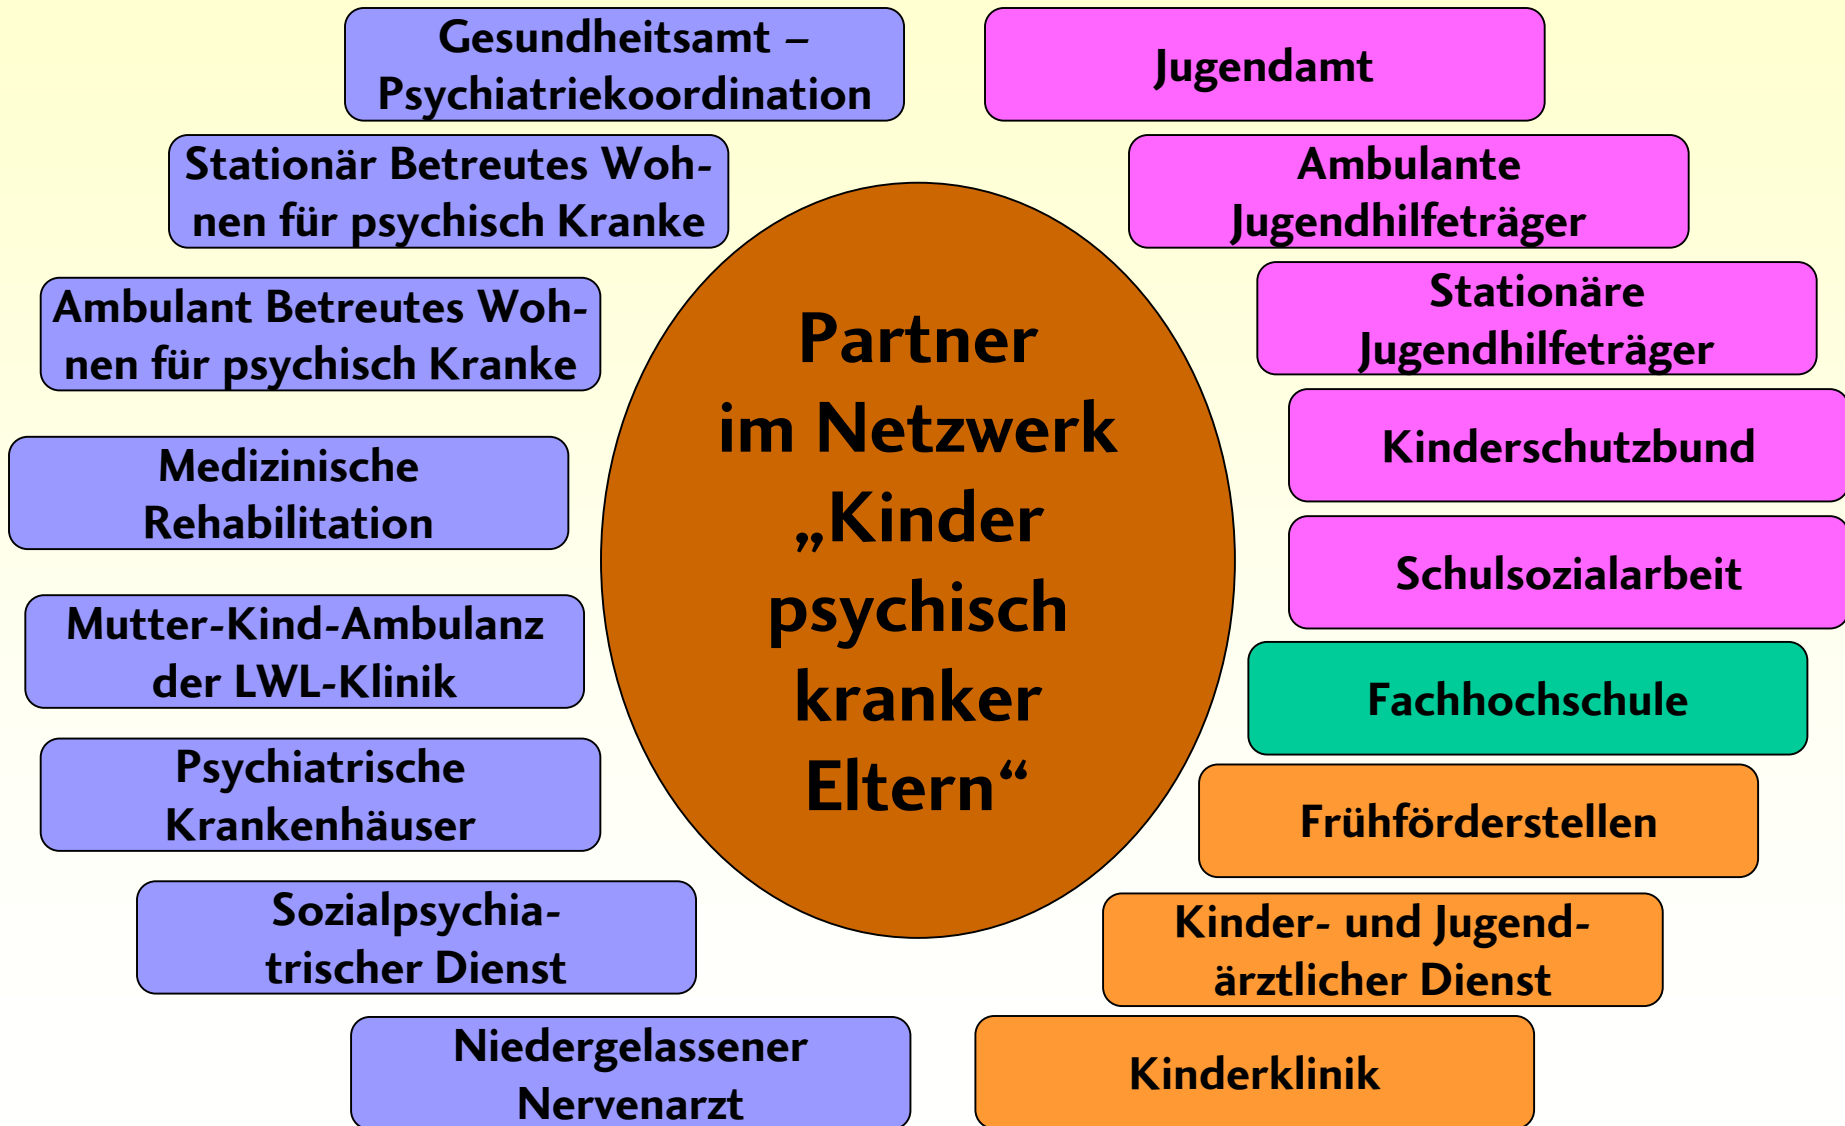 Gesundheitsamt –
Psychiatriekoordination
Jugendamt
Stationär Betreutes Woh-
nen für psychisch Kranke
Ambulante
Jugendhilfeträger
Ambulant Betreutes Woh-
nen für psychisch Kranke
Stationäre
Jugendhilfeträger
Partner
im Netzwerk
„Kinder
psychisch
kranker
Eltern“
Medizinische
Rehabilitation
Kinderschutzbund
Mutter-Kind-Ambulanz
der LWL-Klinik
Schulsozialarbeit
Psychiatrische
Krankenhäuser
Fachhochschule
Frühförderstellen
Sozialpsychia-
trischer Dienst
Kinder- und Jugend-
ärztlicher Dienst
Niedergelassener
Nervenarzt
Kinderklinik